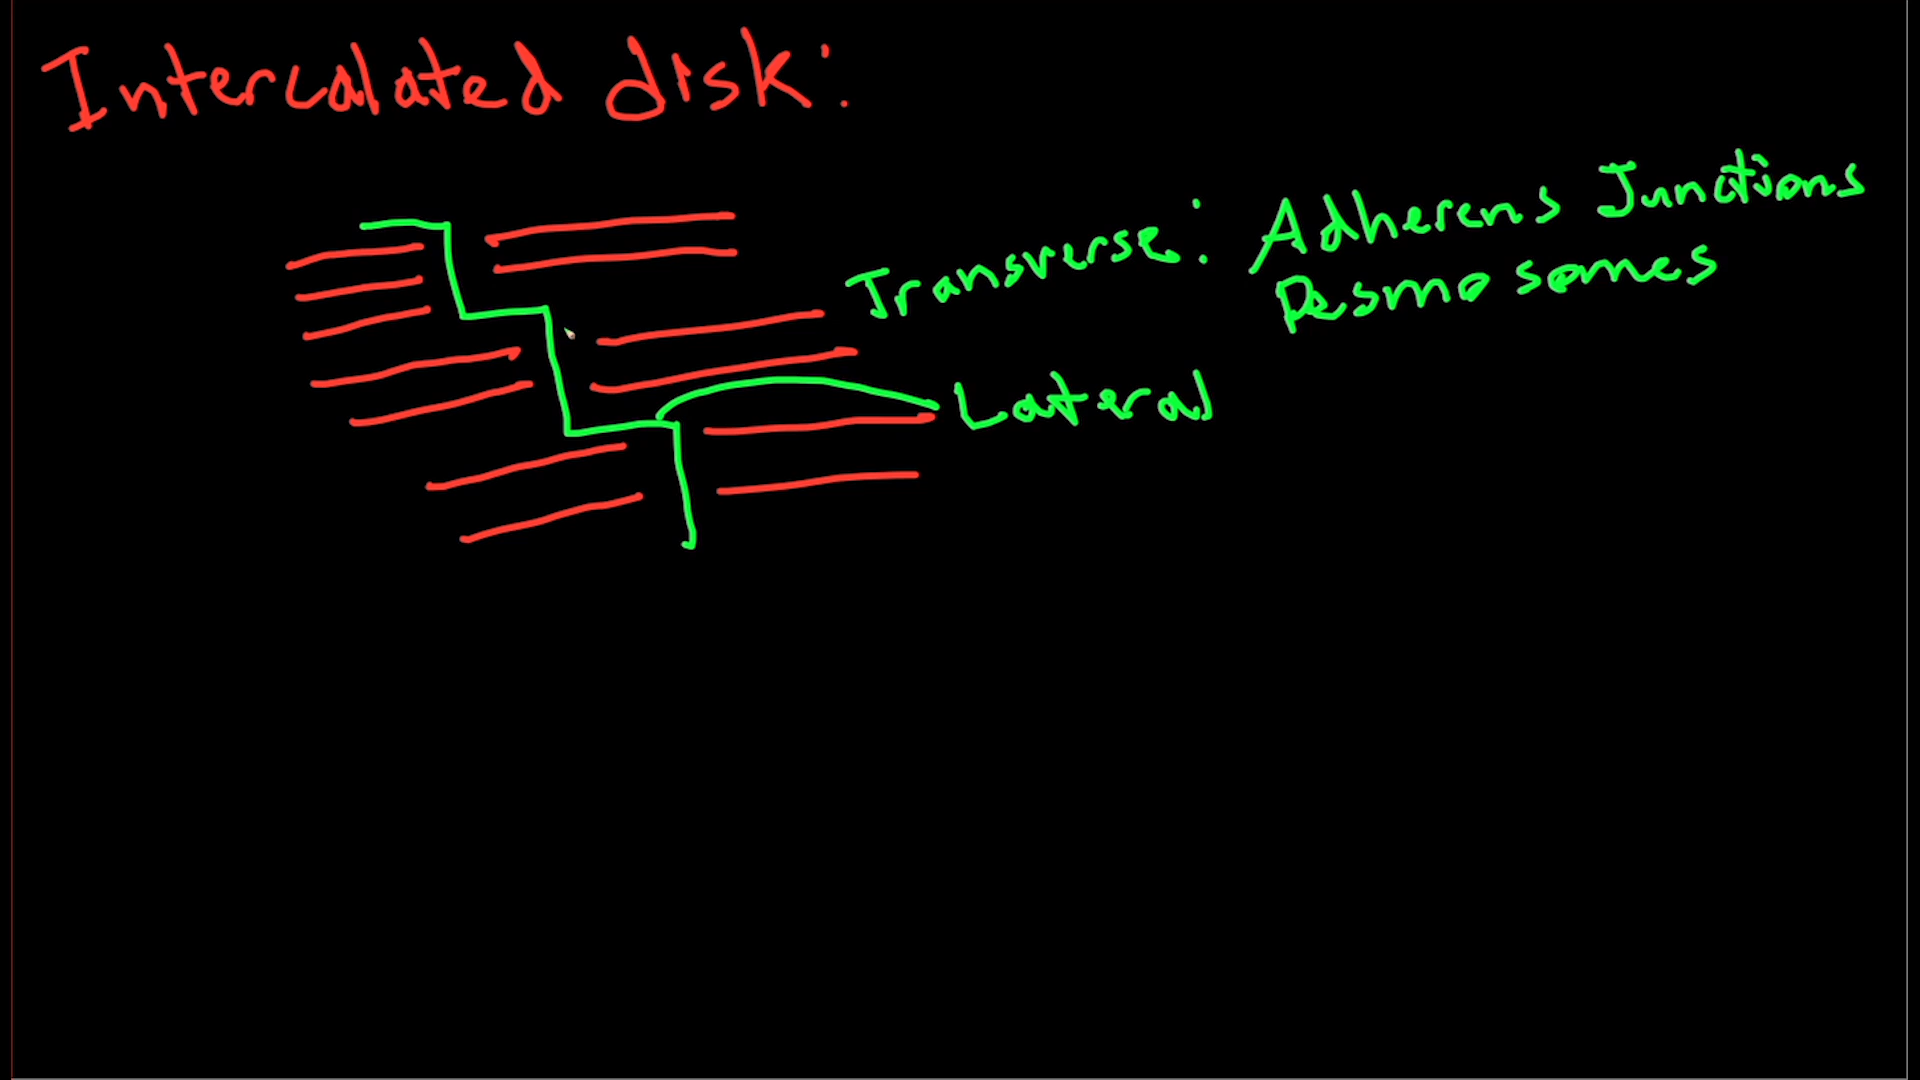 Intercalated disk:
Transverse: Adherens Junctions
Desmosomes
Lateral